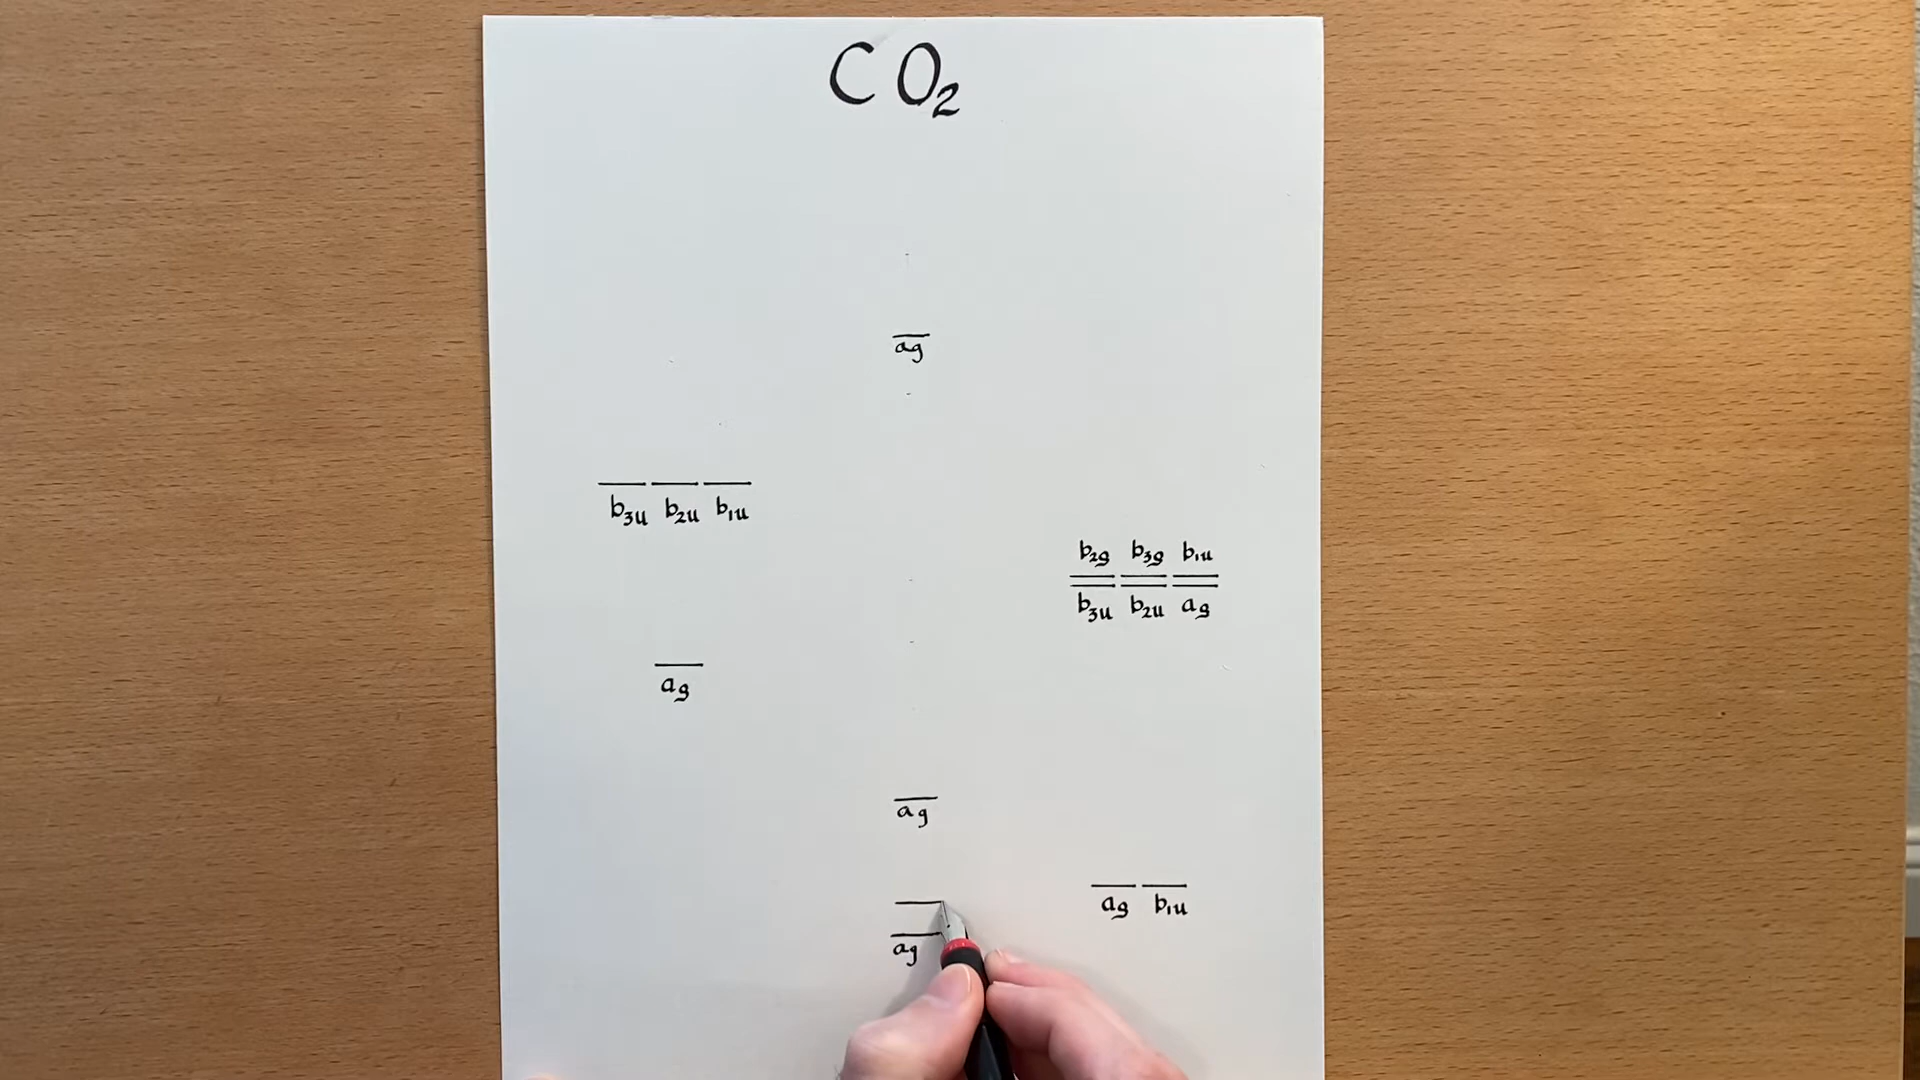 CO₂
ag
b₃u b₂u b₁u
b₂g b₃g b₁u
b₃u b₂u ag
ag
ag
ag b₁u
ag